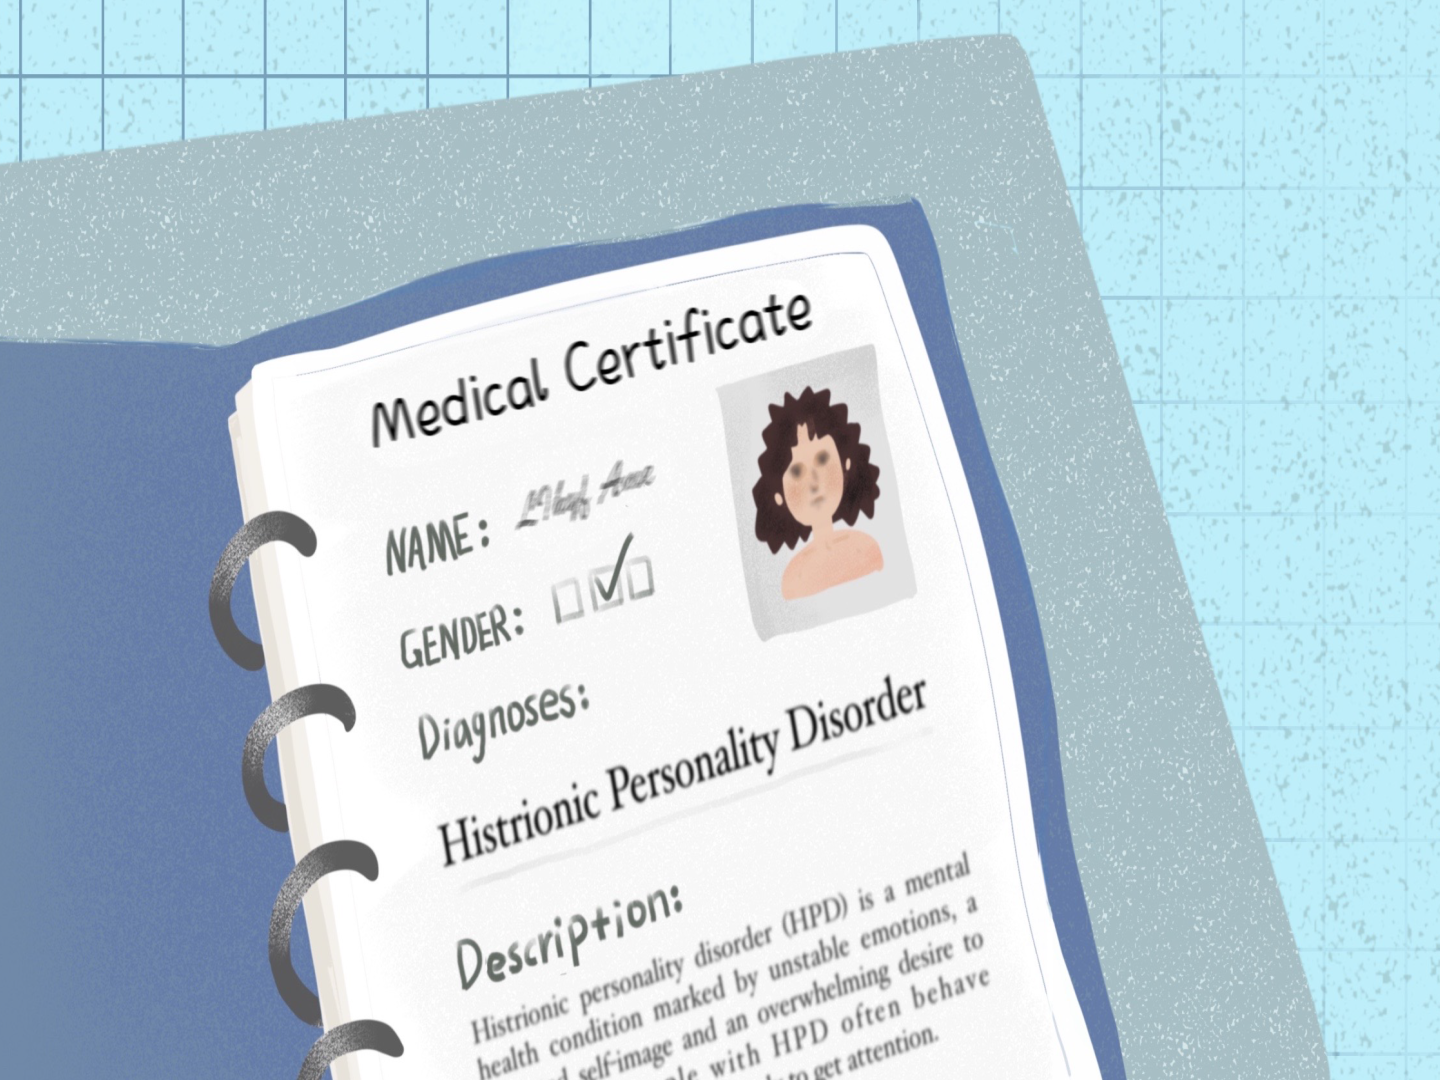 Medical Certificate
NAME:
GENDER:
Diagnoses:
Histrionic Personality Disorder
Description:
Histrionic personality disorder (HPD) is a mental
health condition marked by unstable emotions, a
self-image and an overwhelming desire to
with HPD often behave
to get attention.